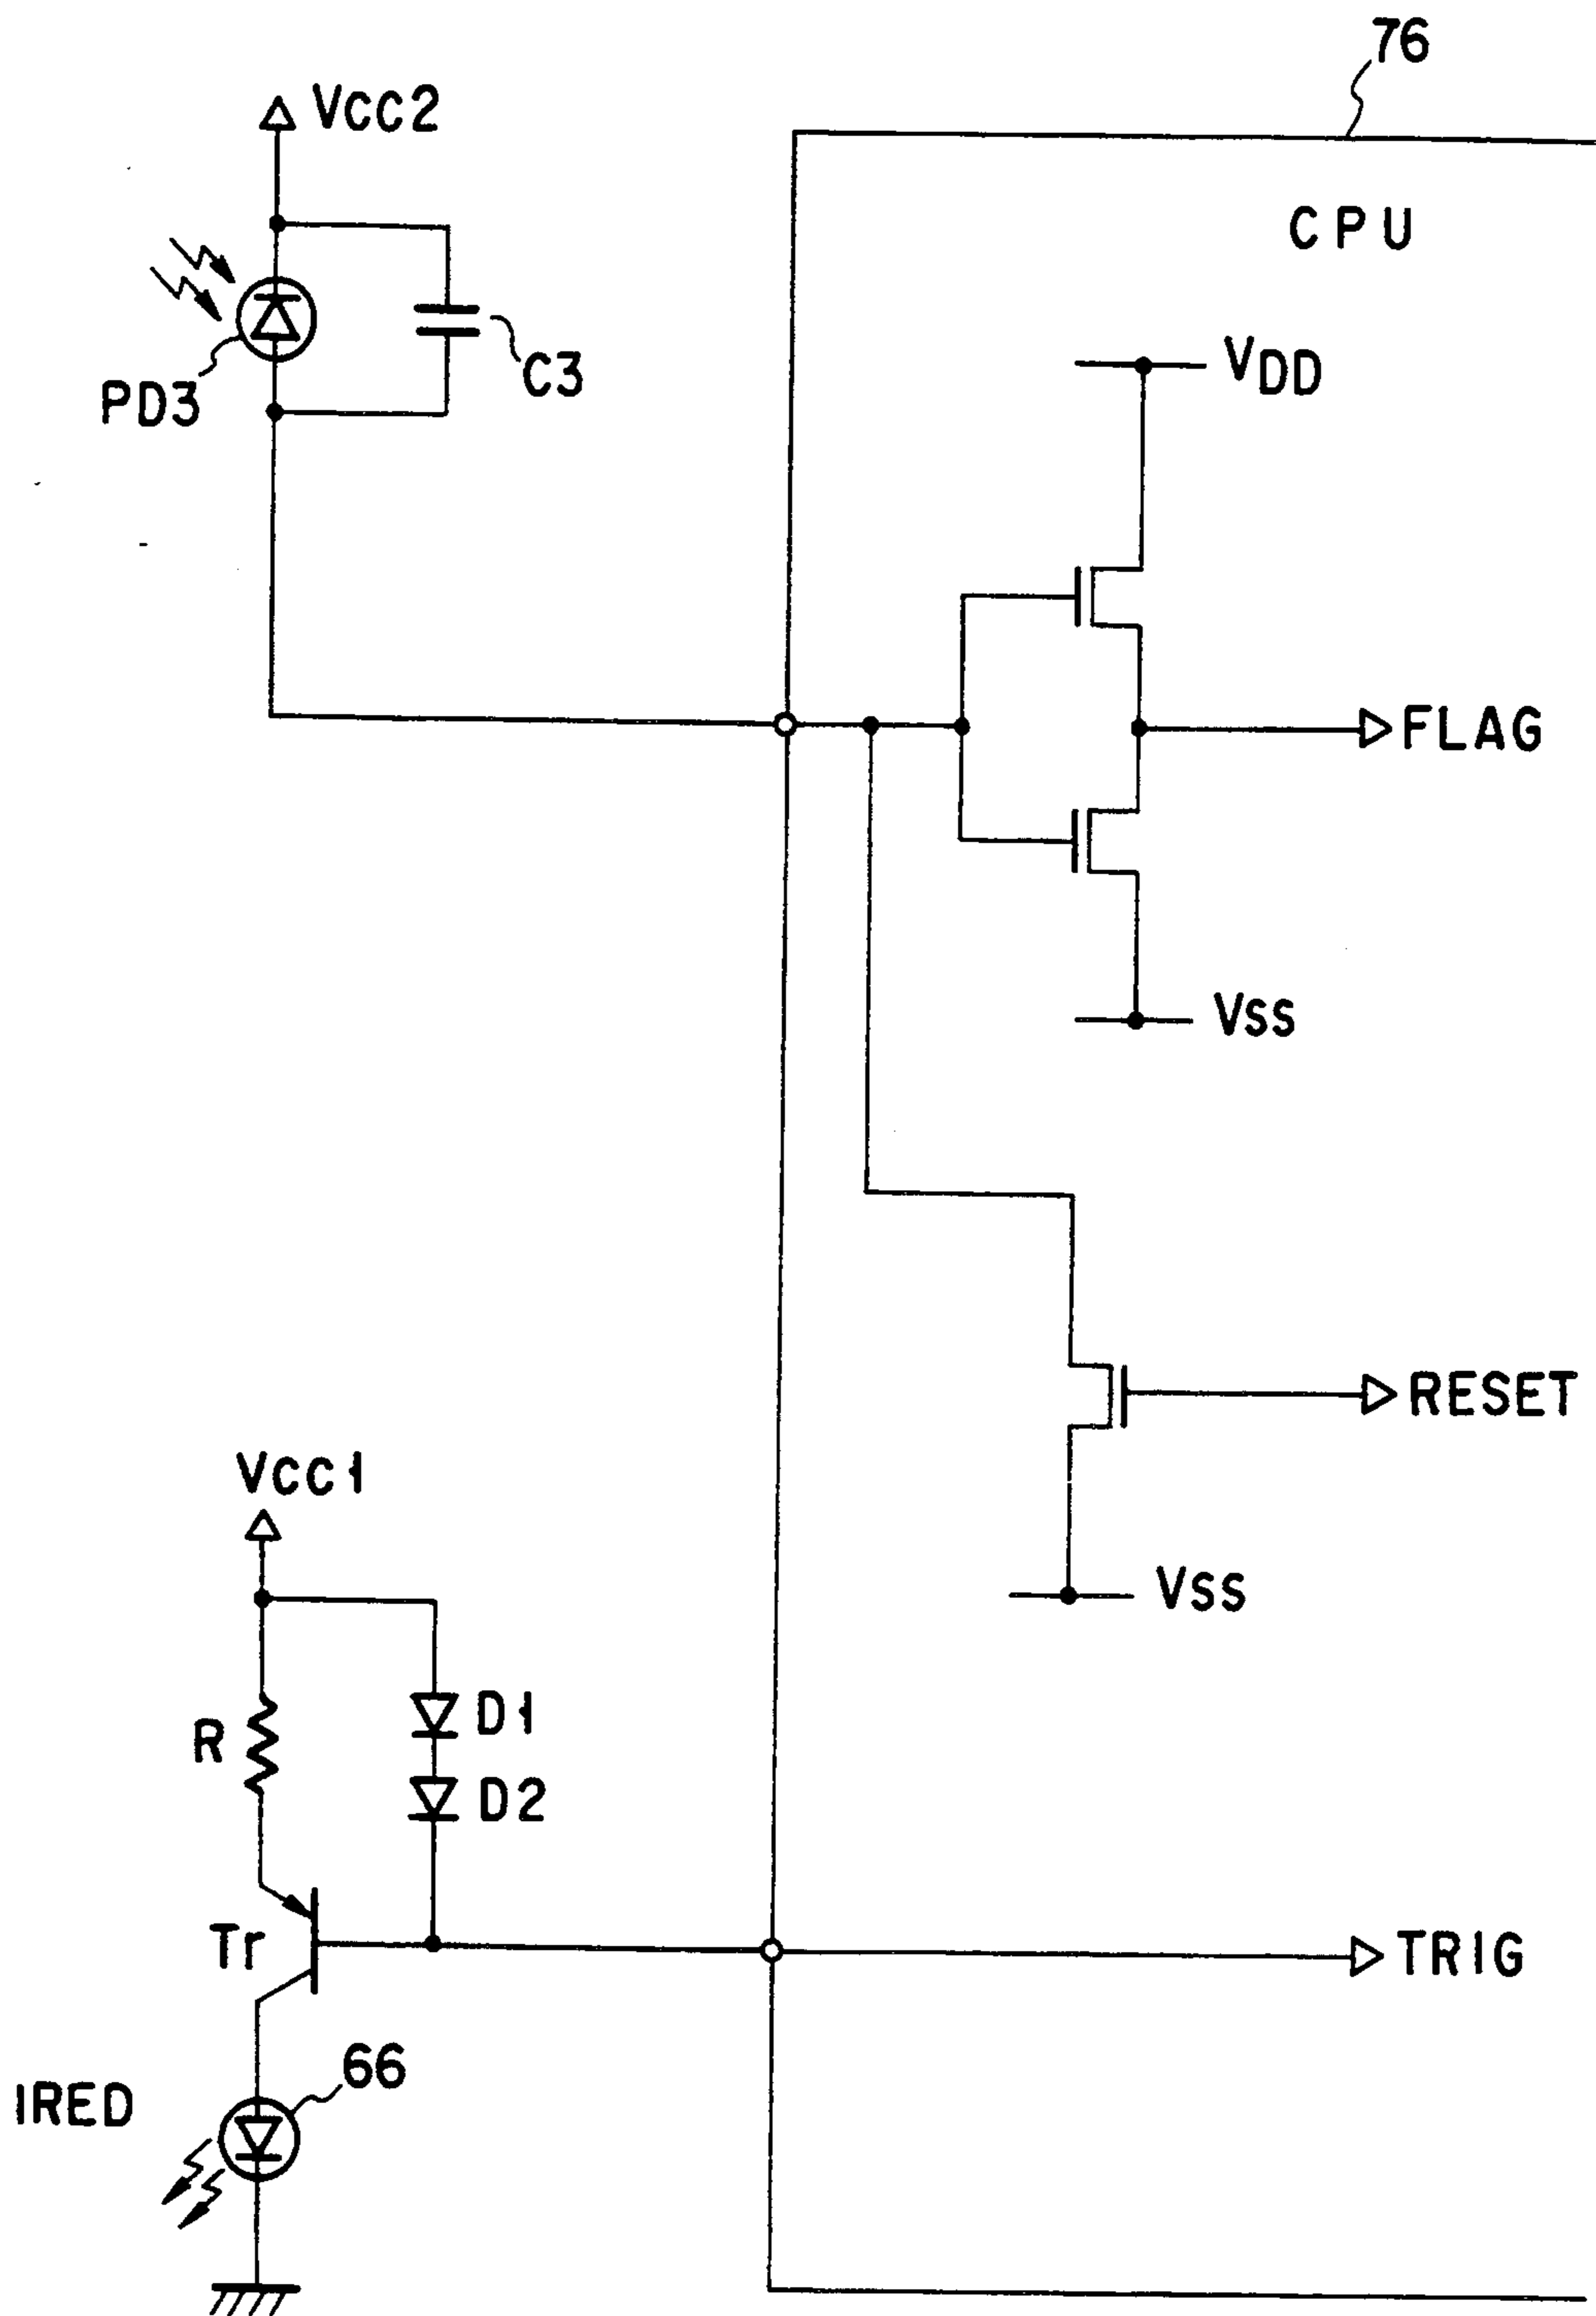 76
VCC2
CPU
PD3
C3
VDD
FLAG
VSS
RESET
VCC1
VSS
R
D1
D2
Tr
TRIG
66
IRED